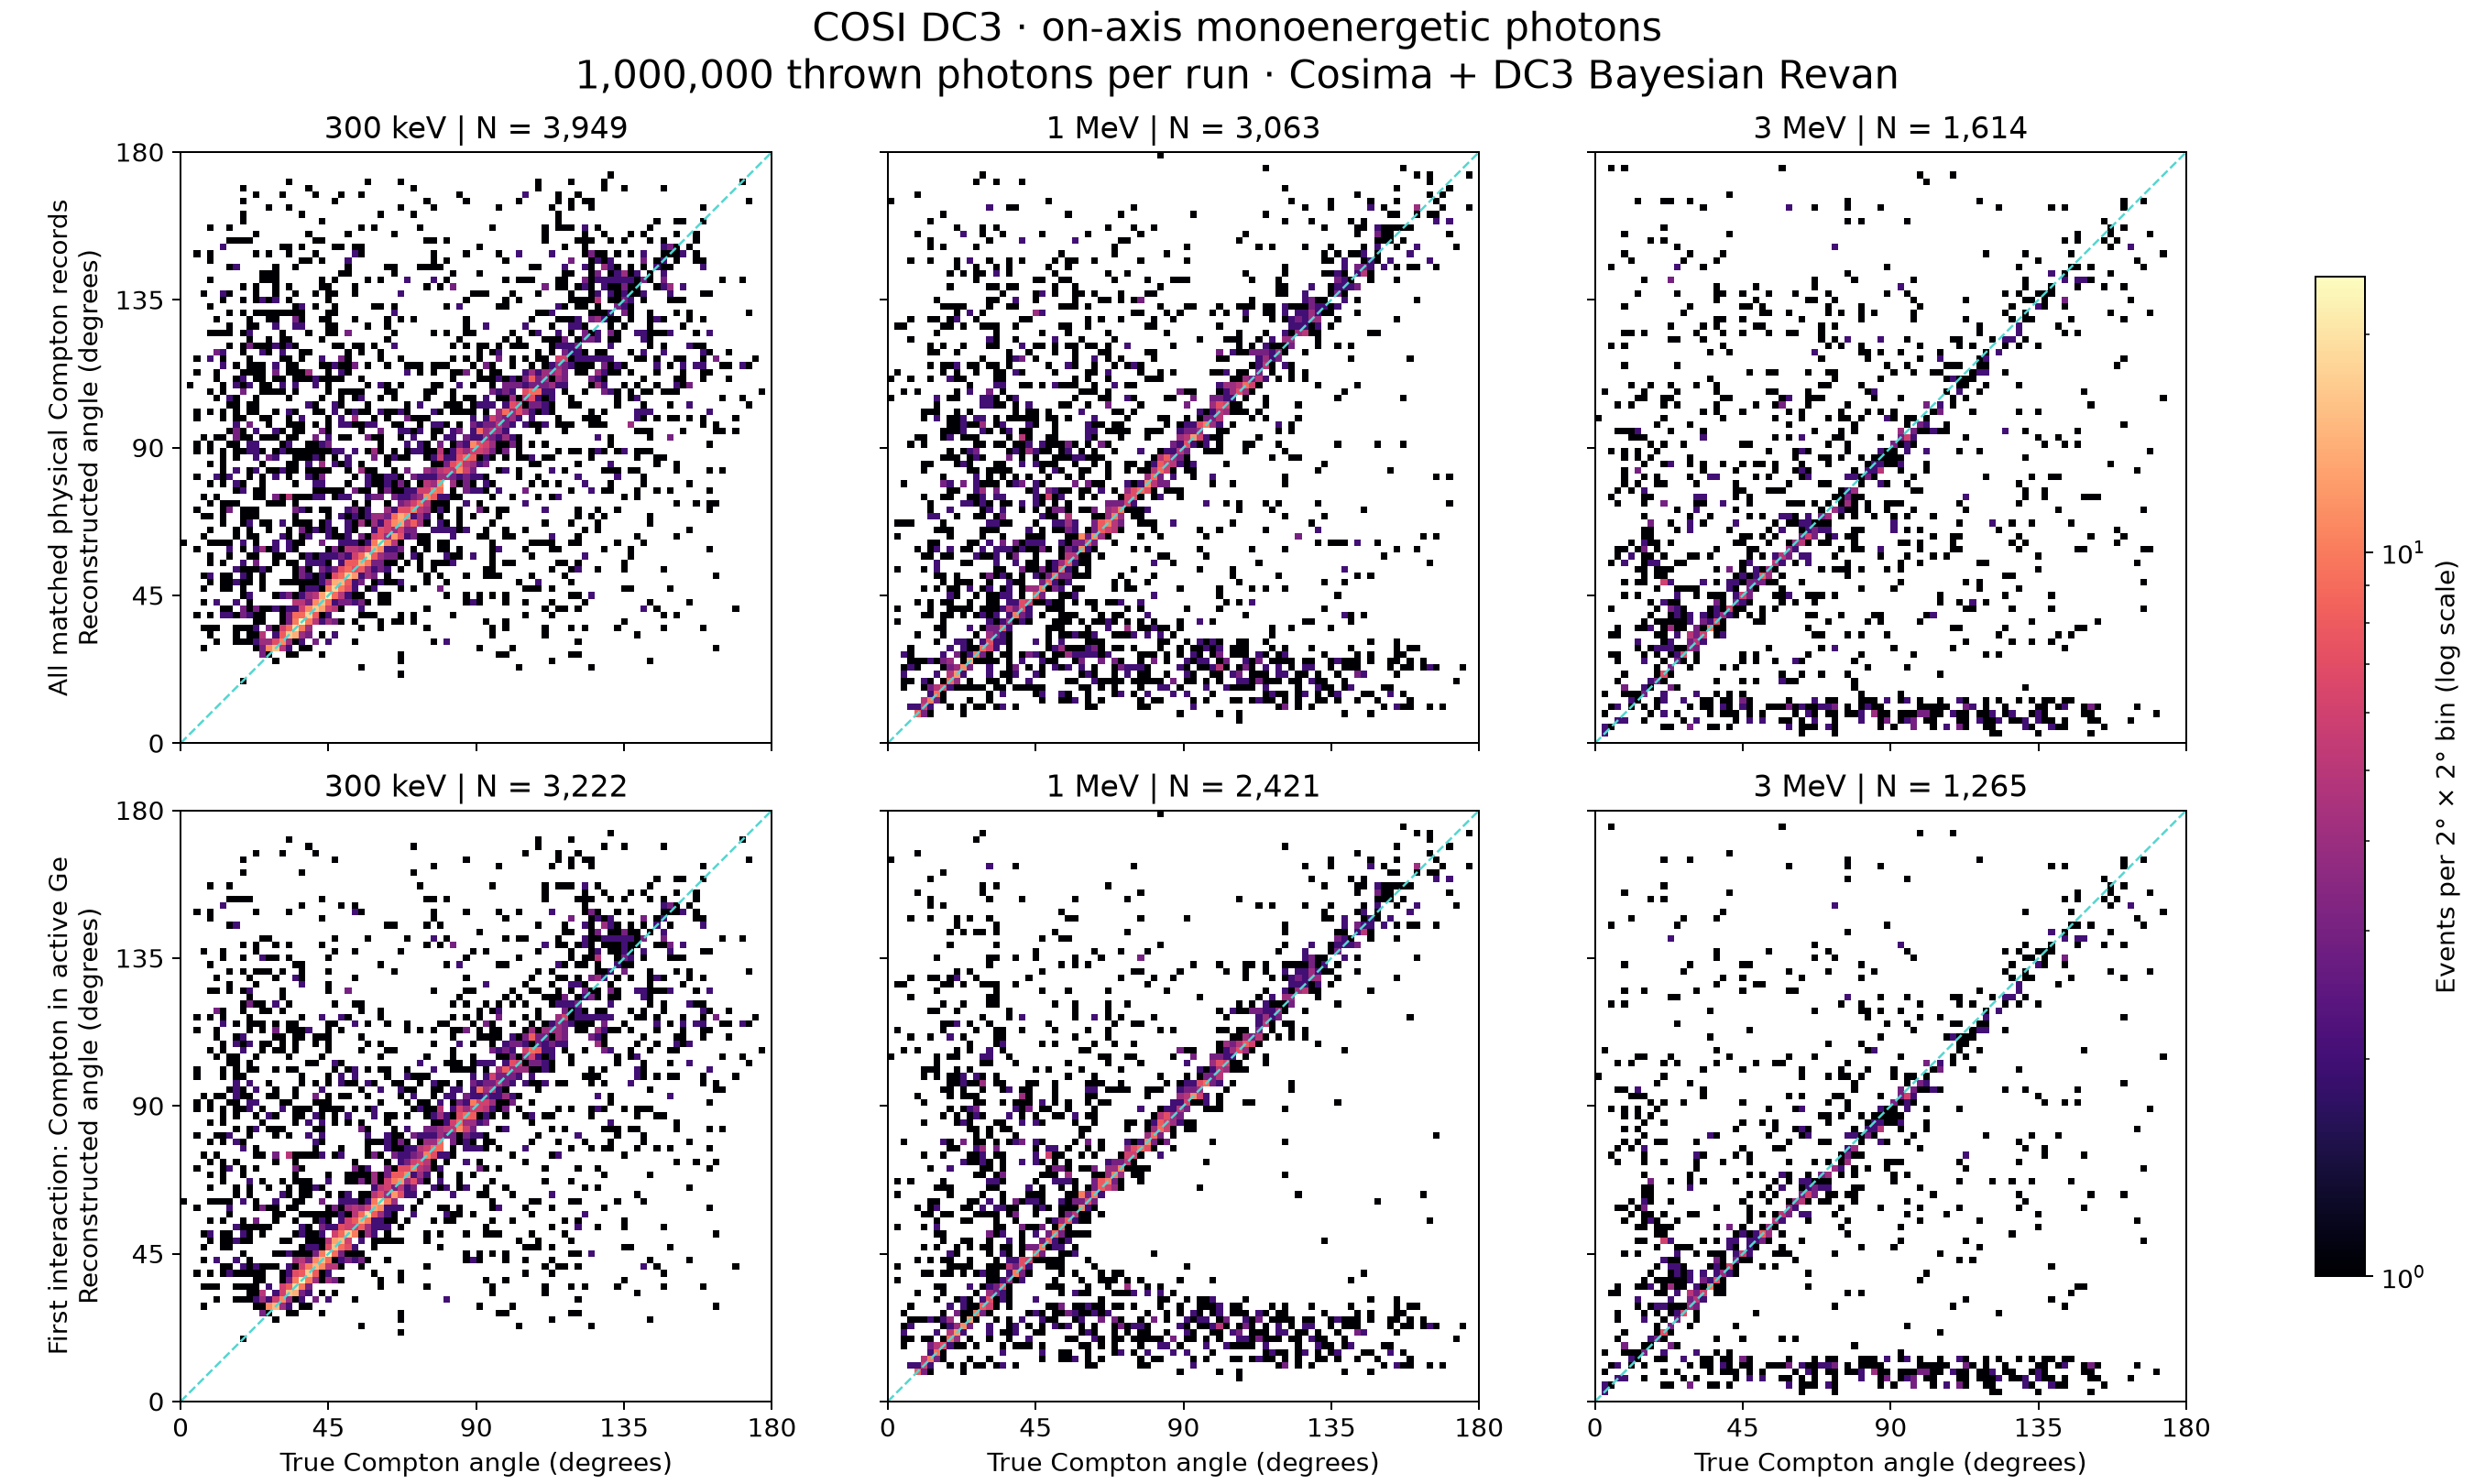 COSI DC3 · on-axis monoenergetic photons
1,000,000 thrown photons per run · Cosima + DC3 Bayesian Revan
300 keV | N = 3,949
1 MeV | N = 3,063
3 MeV | N = 1,614
All matched physical Compton records
Reconstructed angle (degrees)
180
135
90
45
0
300 keV | N = 3,222
1 MeV | N = 2,421
3 MeV | N = 1,265
First interaction: Compton in active Ge
Reconstructed angle (degrees)
180
135
90
45
0
0 45 90 135 180
0 45 90 135 180
0 45 90 135 180
True Compton angle (degrees)
True Compton angle (degrees)
True Compton angle (degrees)
10¹
10⁰
Events per 2° × 2° bin (log scale)